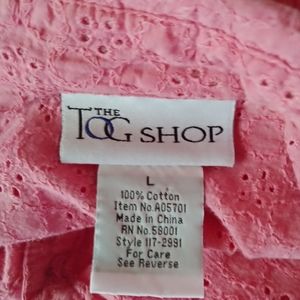 THE
TOG SHOP
L
100% Cotton
Item No.A05701
Made in China
RN No.58001
Style 117-2991
For Care
See Reverse